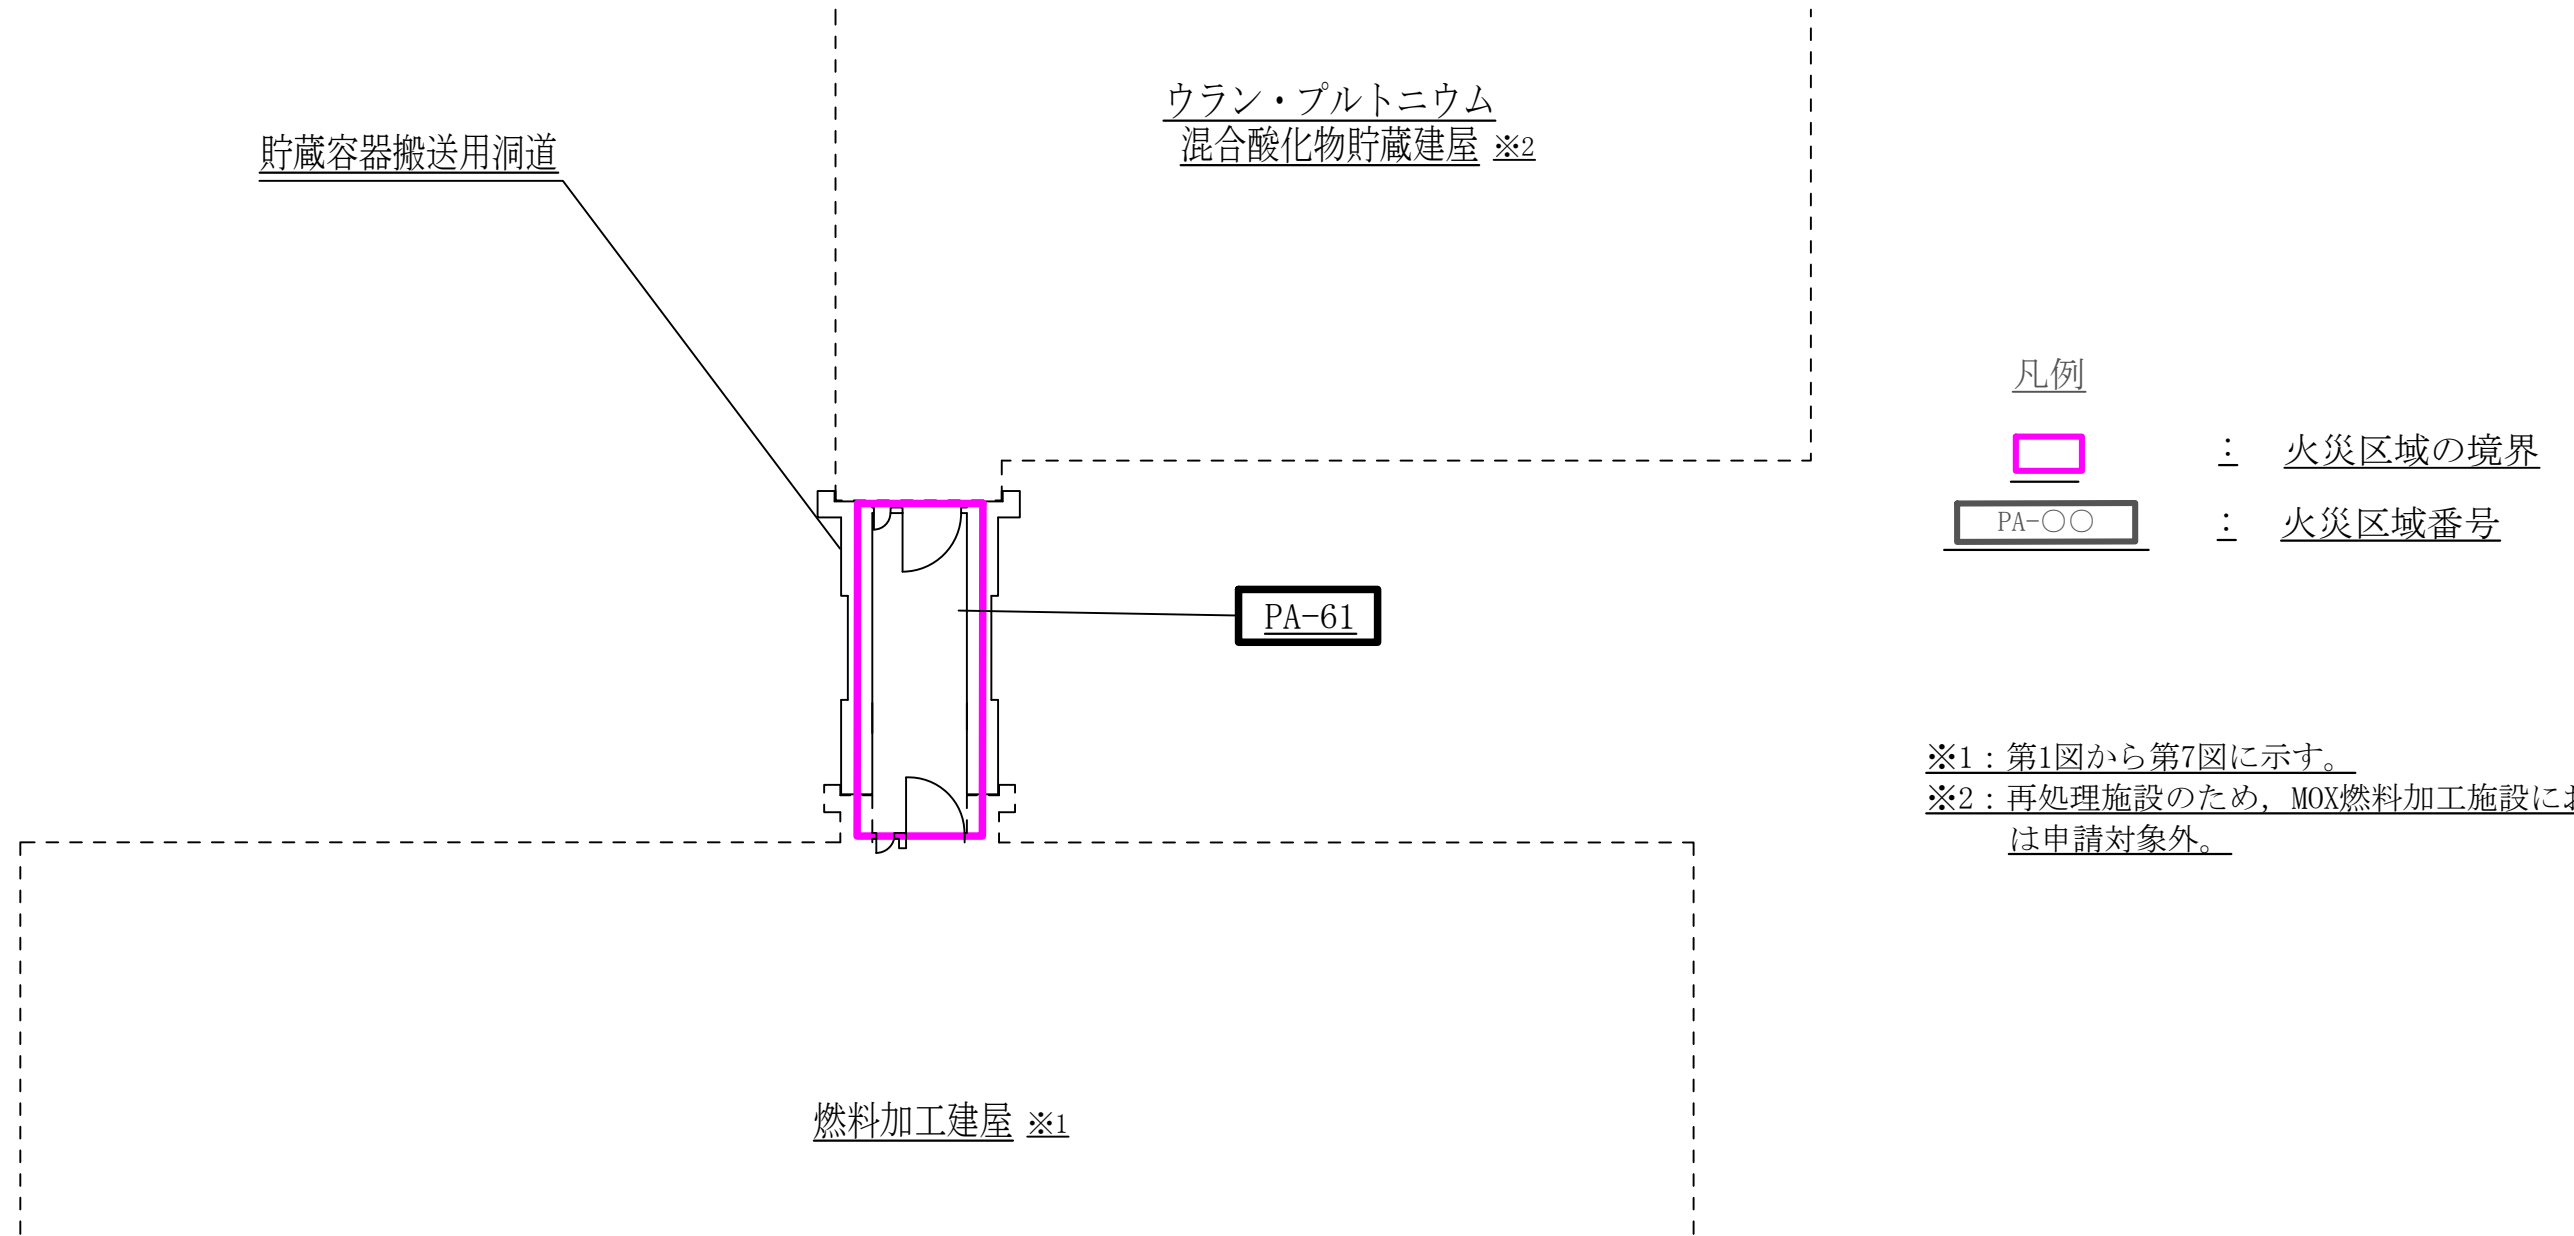 ウラン・プルトニウム
混合酸化物貯蔵建屋 ※2
貯蔵容器搬送用洞道
凡例
： 火災区域の境界
PA-○○ ： 火災区域番号
PA-61
※1：第1図から第7図に示す。
※2：再処理施設のため，MOX燃料加工施設にお
は申請対象外。
燃料加工建屋 ※1